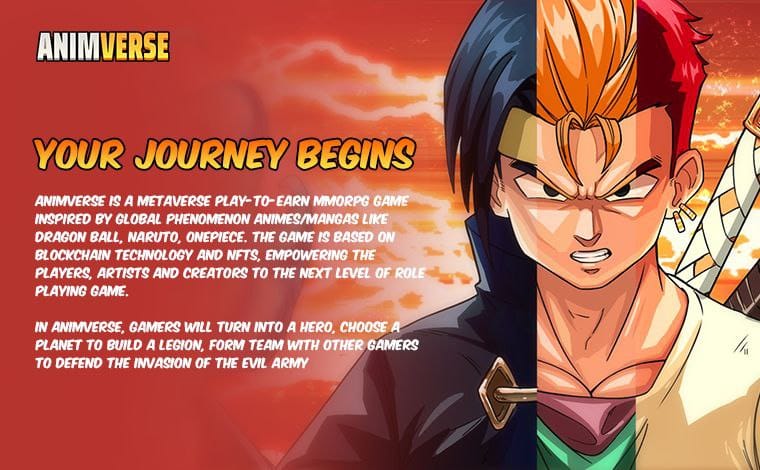 ANIMVERSE
YOUR JOURNEY BEGINS
ANIMVERSE IS A METAVERSE PLAY-TO-EARN MMORPG GAME
INSPIRED BY GLOBAL PHENOMENON ANIMES/MANGAS LIKE
DRAGON BALL, NARUTO, ONEPIECE. THE GAME IS BASED ON
BLOCKCHAIN TECHNOLOGY AND NFTS, EMPOWERING THE
PLAYERS, ARTISTS AND CREATORS TO THE NEXT LEVEL OF ROLE
PLAYING GAME.
IN ANIMVERSE, GAMERS WILL TURN INTO A HERO, CHOOSE A
PLANET TO BUILD A LEGION, FORM TEAM WITH OTHER GAMERS
TO DEFEND THE INVASION OF THE EVIL ARMY